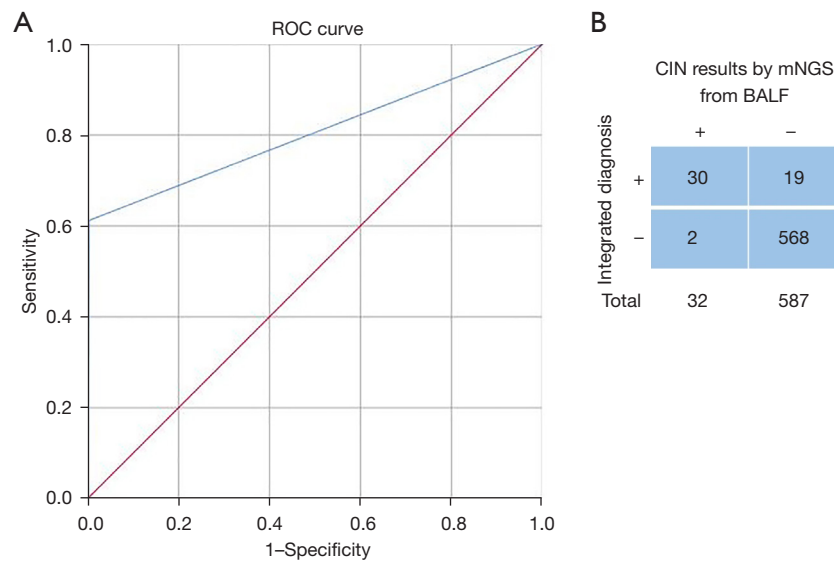 A
ROC curve
1.0
0.8
0.6
0.4
0.2
0.0
Sensitivity
0.0 0.2 0.4 0.6 0.8 1.0
1–Specificity
B
CIN results by mNGS
from BALF
+ –
Integrated diagnosis
+ 30 19
– 2 568
Total 32 587